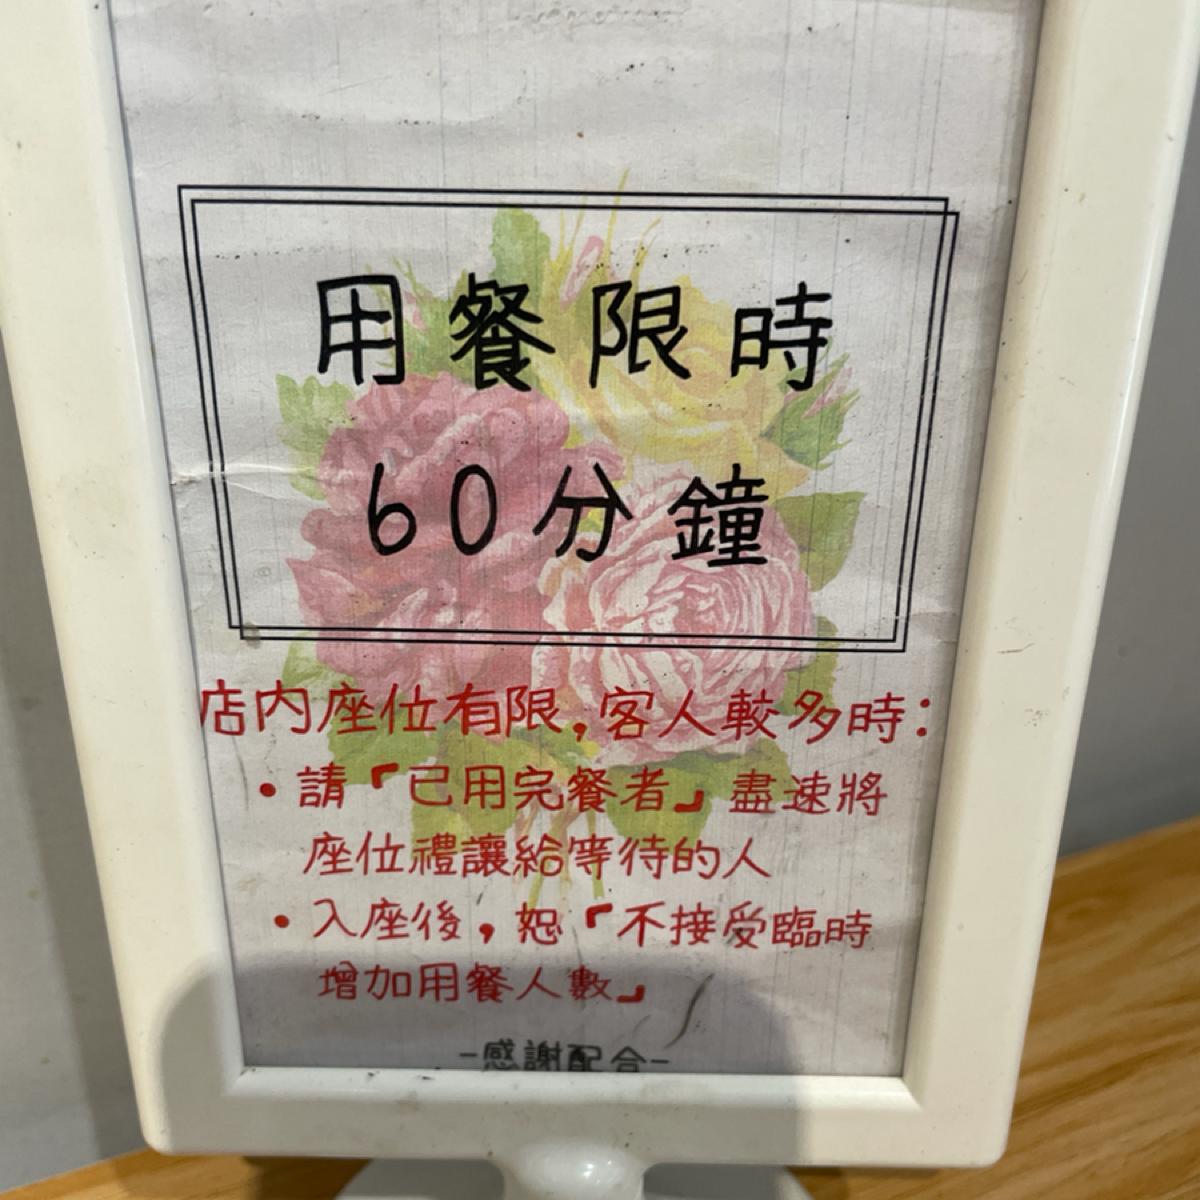 用餐限時
60分鐘
店內座位有限,客人較多時:
•請「已用完餐者」盡速將
座位禮讓給等待的人
•入座後,恕「不接受臨時
增加用餐人數」
-感謝配合-